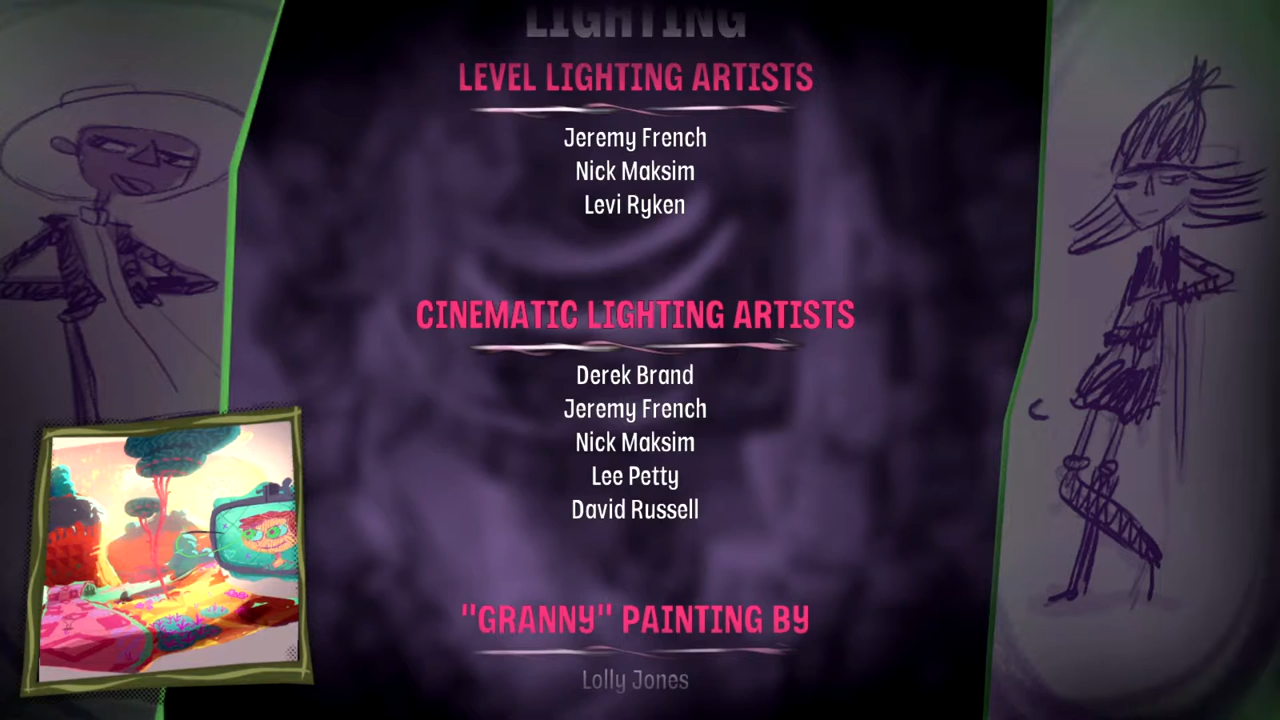 LIGHTING
LEVEL LIGHTING ARTISTS
Jeremy French
Nick Maksim
Levi Ryken
CINEMATIC LIGHTING ARTISTS
Derek Brand
Jeremy French
Nick Maksim
Lee Petty
David Russell
"GRANNY" PAINTING BY
Lolly Jones